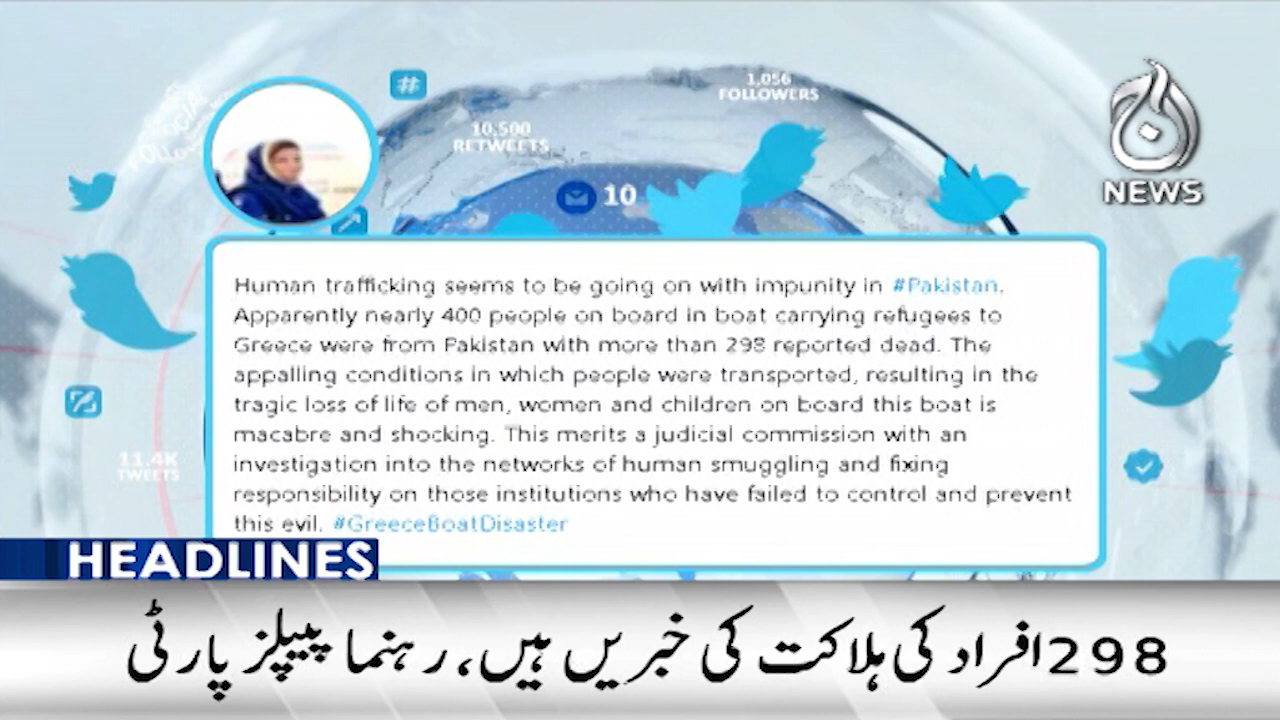 #
1,056
FOLLOWERS
10,500
RETWEETS
10
NEWS
Human trafficking seems to be going on with impunity in #Pakistan.
Apparently nearly 400 people on board in boat carrying refugees to
Greece were from Pakistan with more than 298 reported dead. The
appalling conditions in which people were transported, resulting in the
tragic loss of life of men, women and children on board this boat is
macabre and shocking. This merits a judicial commission with an
investigation into the networks of human smuggling and fixing
responsibility on those institutions who have failed to control and prevent
this evil. #GreeceBoatDisaster
11.4K
TWEETS
HEADLINES
298افراد کی ہلاکت کی خبریں ہیں، رہنما پیپلز پارٹی